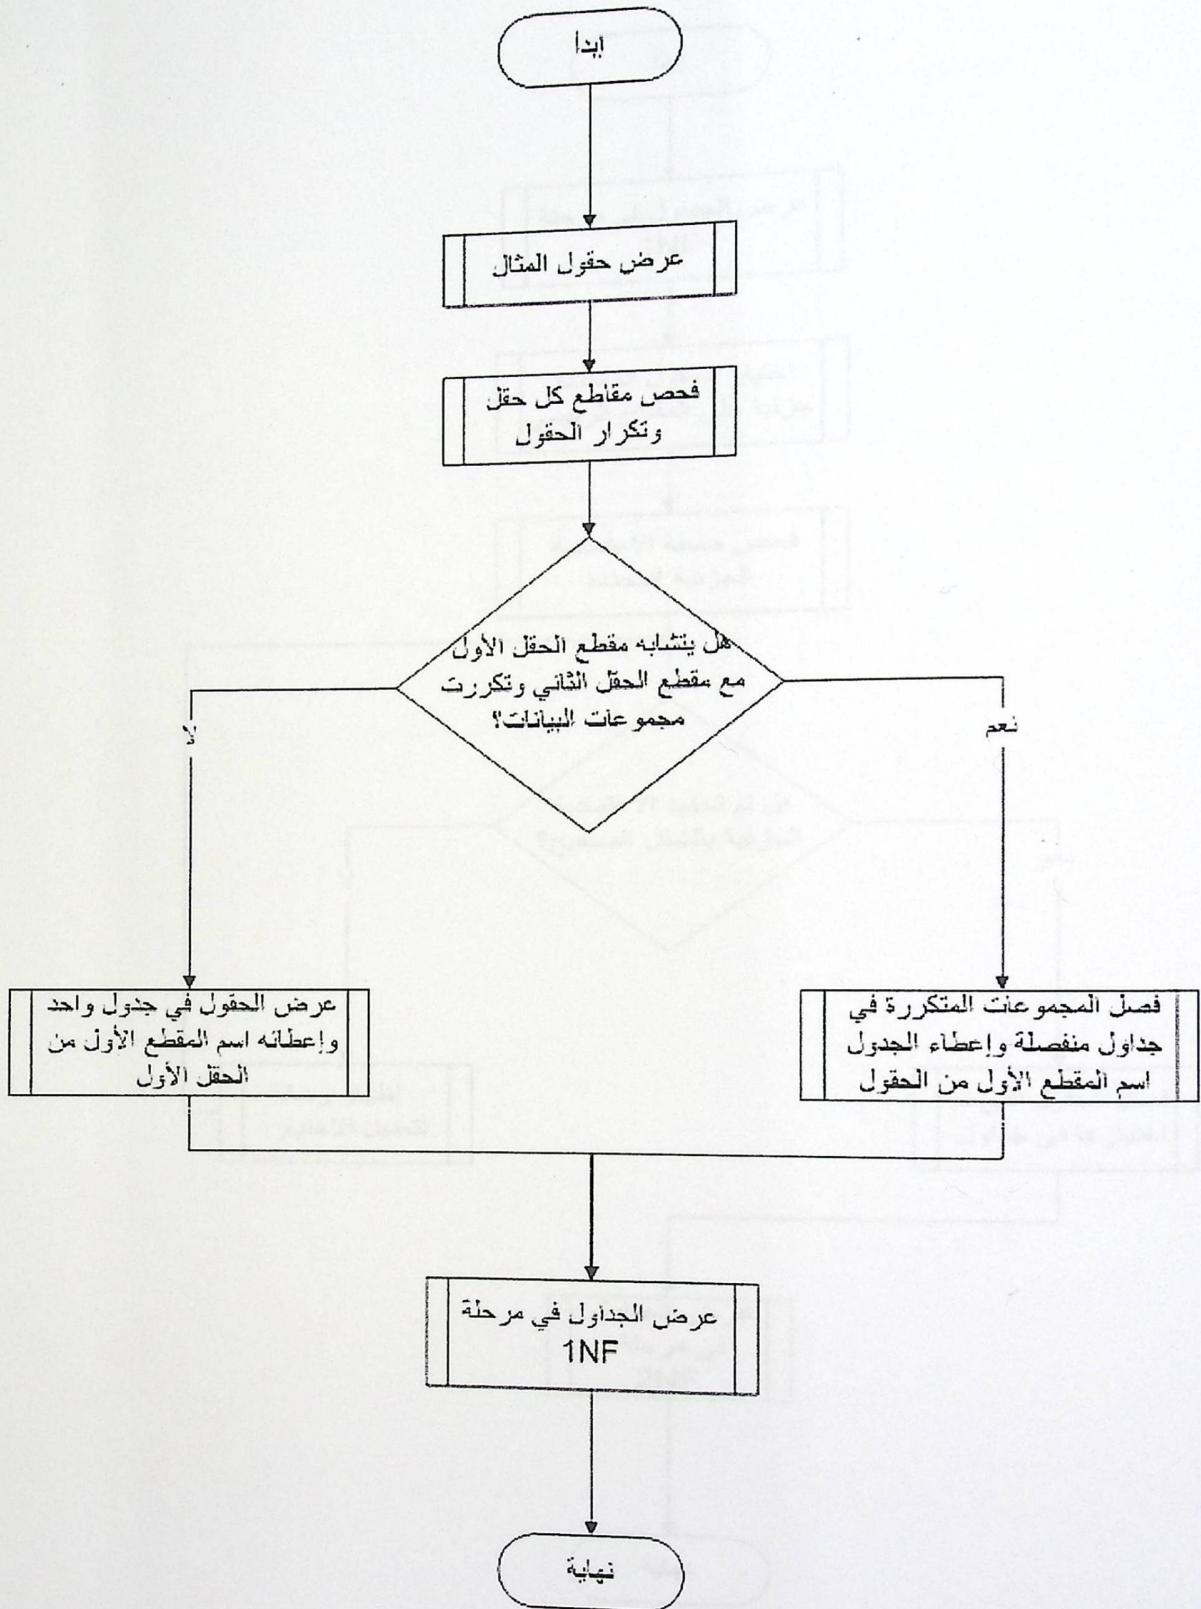 ابدأ
عرض حقول المثال
فحص مقاطع كل حقل
وتكرار الحقول
هل يتشابه مقطع الحقل الأول
مع مقطع الحقل الثاني وتكررت
مجموعات البيانات؟
نعم
لا
فصل المجموعات المتكررة في
جداول منفصلة وإعطاء الجدول
اسم المقطع الأول من الحقول
عرض الحقول في جدول واحد
وإعطائه اسم المقطع الأول من
الحقل الأول
عرض الجداول في مرحلة
1NF
نهاية